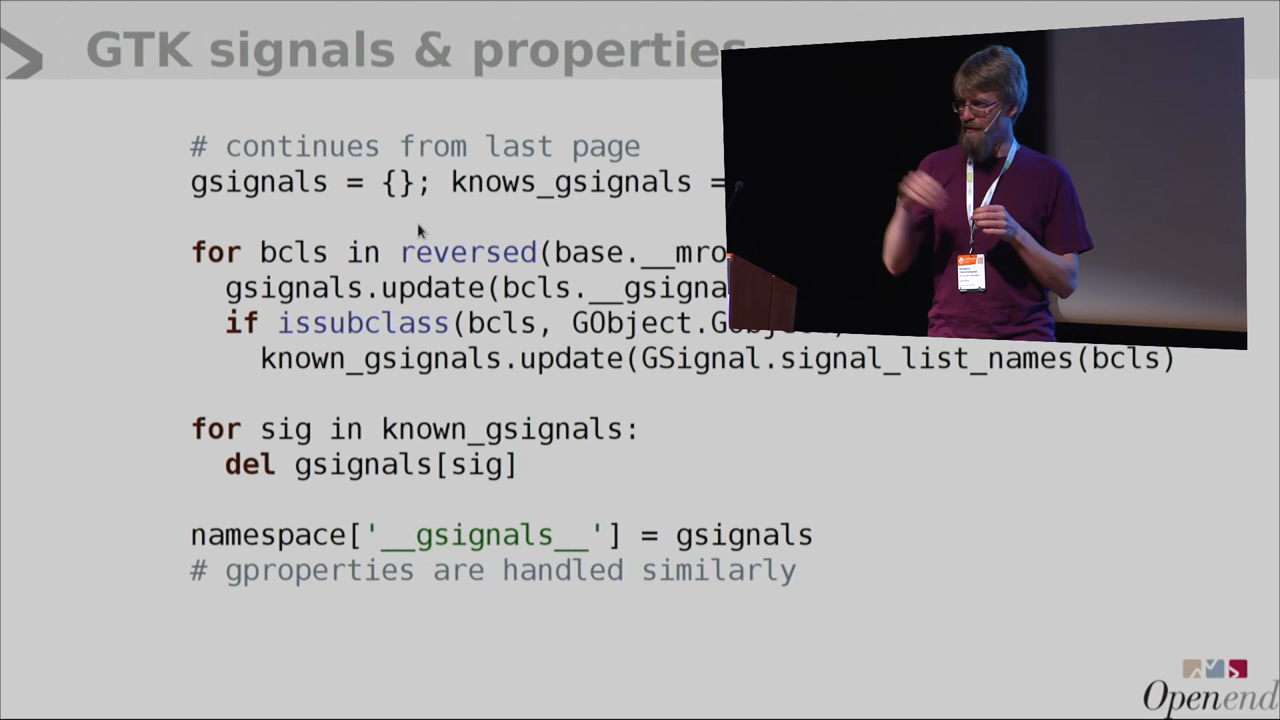 GTK signals & properties
# continues from last page
gsignals = {}; knows_gsignals =
for bcls in reversed(base.__mro
gsignals.update(bcls.__gsigna
if issubclass(bcls, GObject.GObject,
known_gsignals.update(GSignal.signal_list_names(bcls)
for sig in known_gsignals:
del gsignals[sig]
namespace['__gsignals__'] = gsignals
# gproperties are handled similarly
Openend